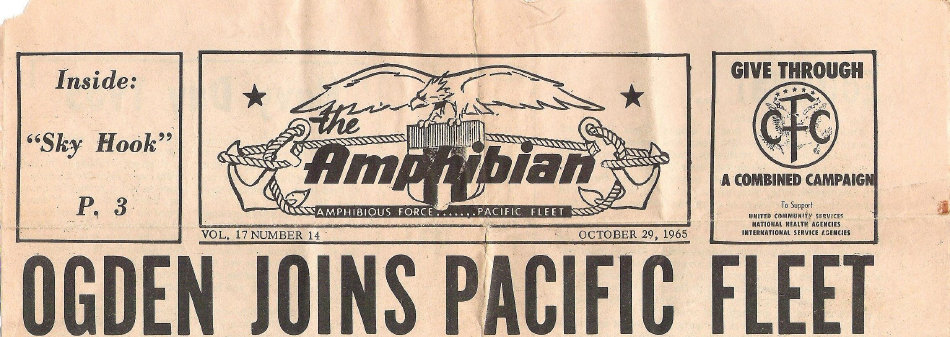 Inside:
"Sky Hook"
P. 3
the
Amphibian
AMPHIBIOUS FORCE.......PACIFIC FLEET
VOL. 17 NUMBER 14
OCTOBER 29, 1965
GIVE THROUGH
CFC
A COMBINED CAMPAIGN
To Support
UNITED COMMUNITY SERVICES
NATIONAL HEALTH AGENCIES
INTERNATIONAL SERVICE AGENCIES
OGDEN JOINS PACIFIC FLEET